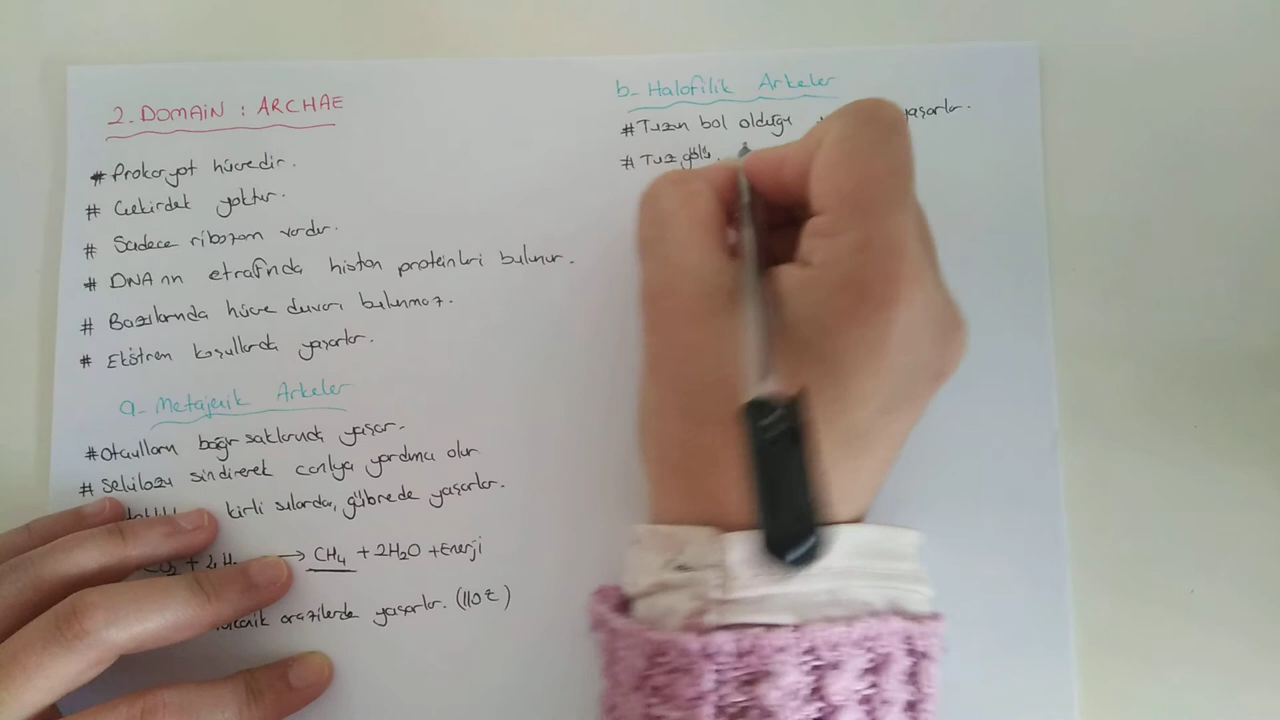 2. DOMAIN : ARCHAE
# Prokaryot hücredir.
# Çekirdek yoktur.
# Sadece ribozom vardır.
# DNA nın etrafında histon proteinleri bulunur.
# Bazılarında hücre duvarı bulunmaz.
# Ekstrem koşullarda yaşarlar.
a- Metajenik Arkeler
# Otçulların bağırsaklarında yaşar.
# Selülozu sindirerek canlıya yardımcı olur
kirli sularda, gübrede yaşarlar.
→ CH4 + 2H2O + Enerji
arazilerde yaşarlar. (110°C)
b- Halofilik Arkeler
# Tuzun bol olduğu yaşarlar.
# Tuz gölü,